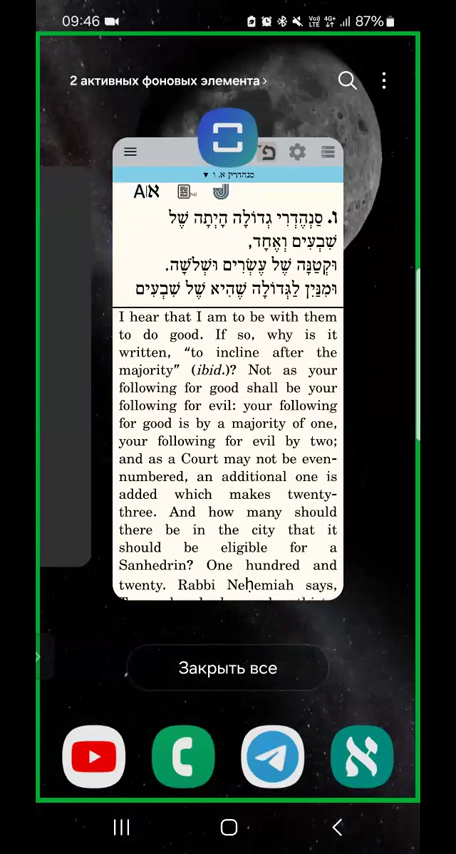 09:46
Vo)) LTE 4G+ 87%
2 активных фоновых элемента
סנהדרין א. ו ▼
Aא
ו. סַנְהֶדְרִי גְדוֹלָה הָיְתָה שֶׁל
שִׁבְעִים וְאֶחָד,
וּקְטַנָּה שֶׁל עֶשְׂרִים וּשְׁלֹשָׁה.
וּמִנַּיִן לַגְּדוֹלָה שֶׁהִיא שֶׁל שִׁבְעִים
I hear that I am to be with them
to do good. If so, why is it
written, “to incline after the
majority” (ibid.)? Not as your
following for good shall be your
following for evil: your following
for good is by a majority of one,
your following for evil by two;
and as a Court may not be even-
numbered, an additional one is
added which makes twenty-
three. And how many should
there be in the city that it
should be eligible for a
Sanhedrin? One hundred and
twenty. Rabbi Neḥemiah says,
Закрыть все